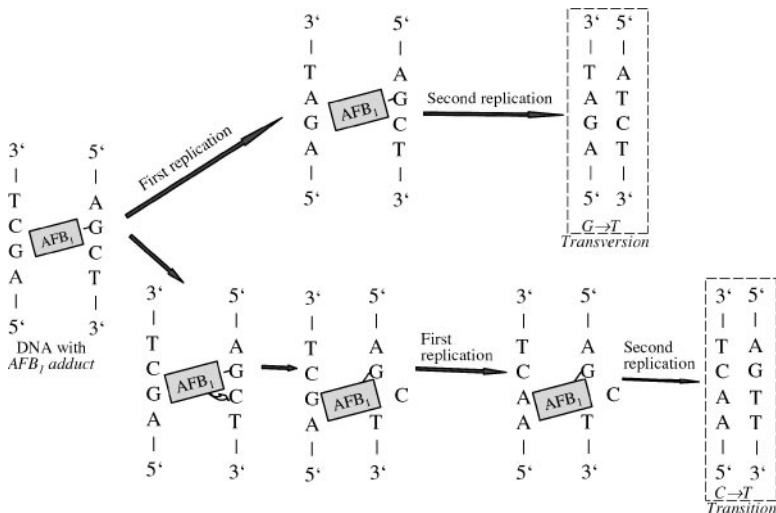 3‘ 5‘
T A
C G
AFB₁
G C
A T
5‘ 3‘
DNA with
AFB₁ adduct
First replication
3‘ 5‘
T A
A G
AFB₁
G C
A T
5‘ 3‘
Second replication
3‘ 5‘
T A
A T
G C
A T
5‘ 3‘
G→T
Transversion
3‘ 5‘
T A
C G
AFB₁
G C
A T
5‘ 3‘
3‘ 5‘
T A
C G
AFB₁
G C
A T
5‘ 3‘
First
replication
3‘ 5‘
T A
C G
AFB₁
A C
A T
5‘ 3‘
Second
replication
3‘ 5‘
T A
C G
A T
A T
5‘ 3‘
C→T
Transition